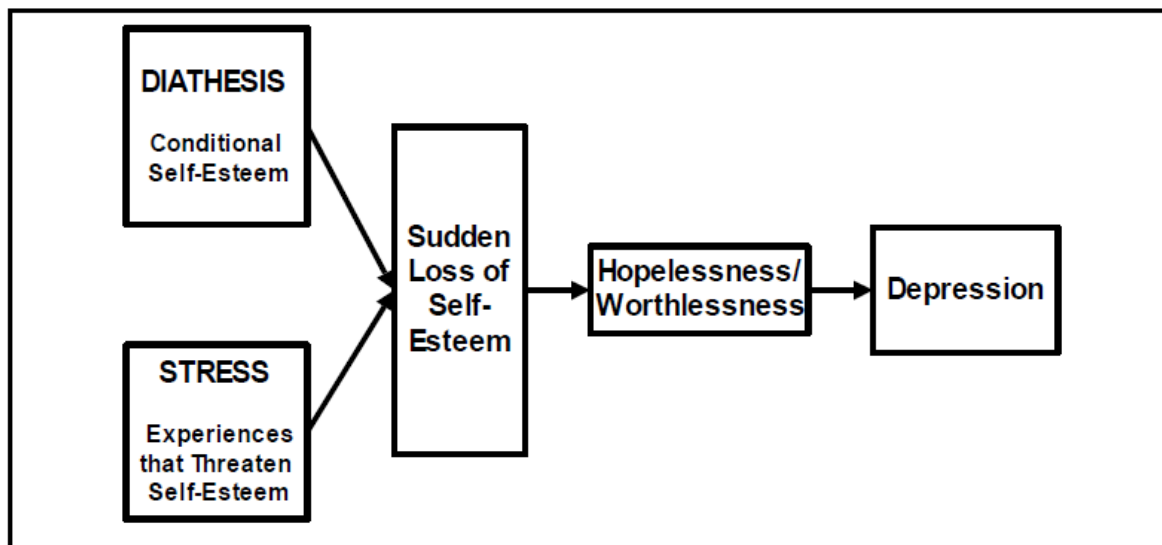 DIATHESIS
Conditional
Self-Esteem
STRESS
Experiences
that Threaten
Self-Esteem
Sudden
Loss of
Self-
Esteem
Hopelessness/
Worthlessness
Depression